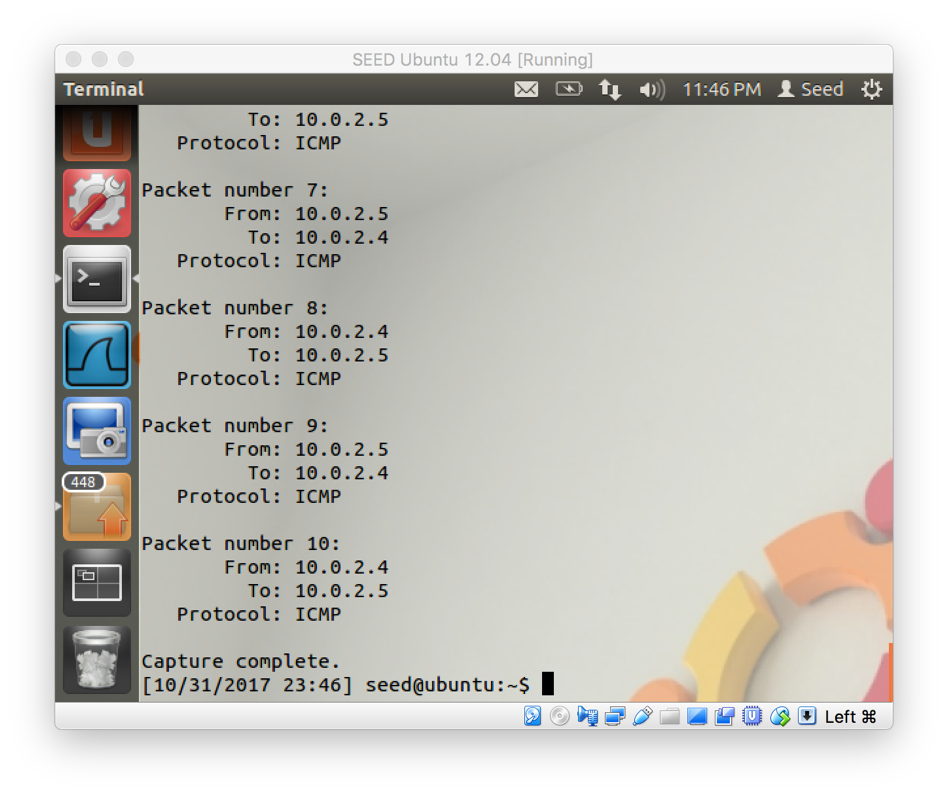 SEED Ubuntu 12.04 [Running]
Terminal
11:46 PM
Seed
To: 10.0.2.5
Protocol: ICMP
Packet number 7:
From: 10.0.2.5
To: 10.0.2.4
Protocol: ICMP
Packet number 8:
From: 10.0.2.4
To: 10.0.2.5
Protocol: ICMP
Packet number 9:
From: 10.0.2.5
To: 10.0.2.4
Protocol: ICMP
Packet number 10:
From: 10.0.2.4
To: 10.0.2.5
Protocol: ICMP
Capture complete.
[10/31/2017 23:46] seed@ubuntu:~$
448
Left ⌘